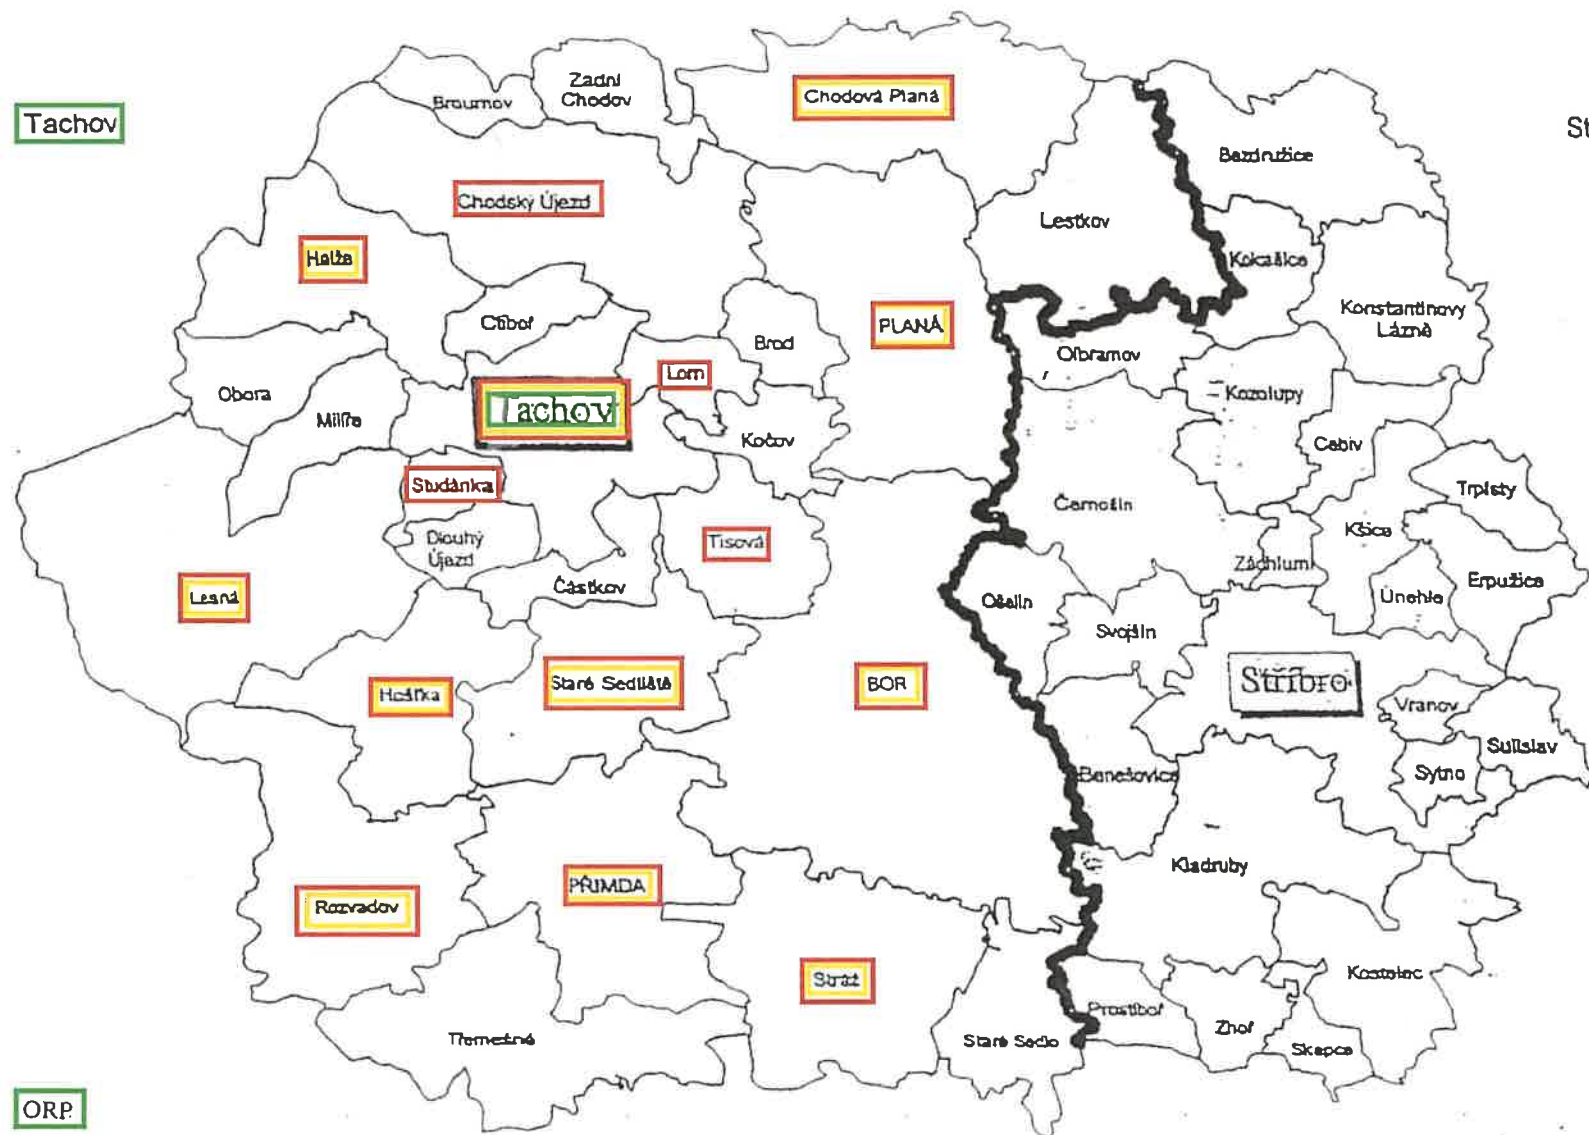 Zadní
Chodov
Broumov
Chodová Planá
Tachov
St
Bezdružice
Chodský Újezd
Lestkov
Halže
Kokašice
Ctiboř
Konstantinovy
Lázně
PLANÁ
Brod
Olbramov
Lom
Obora
Kozolupy
Milíře
Tachov
Kočov
Cebiv
Studánka
Trpísty
Černošín
Kšice
Dlouhý
Újezd
Tisová
Záchlumí
Erpužice
Lesná
Částkov
Únehle
Ošelín
Svojšín
Staré Sedliště
BOR
Stříbro
Hošťka
Vranov
Sulislav
Benešovice
Sytno
Kladruby
PŘIMDA
Rozvadov
Stráž
Kostelec
Prostiboř
Zhoř
Třemešné
Staré Sedlo
Skapce
ORP